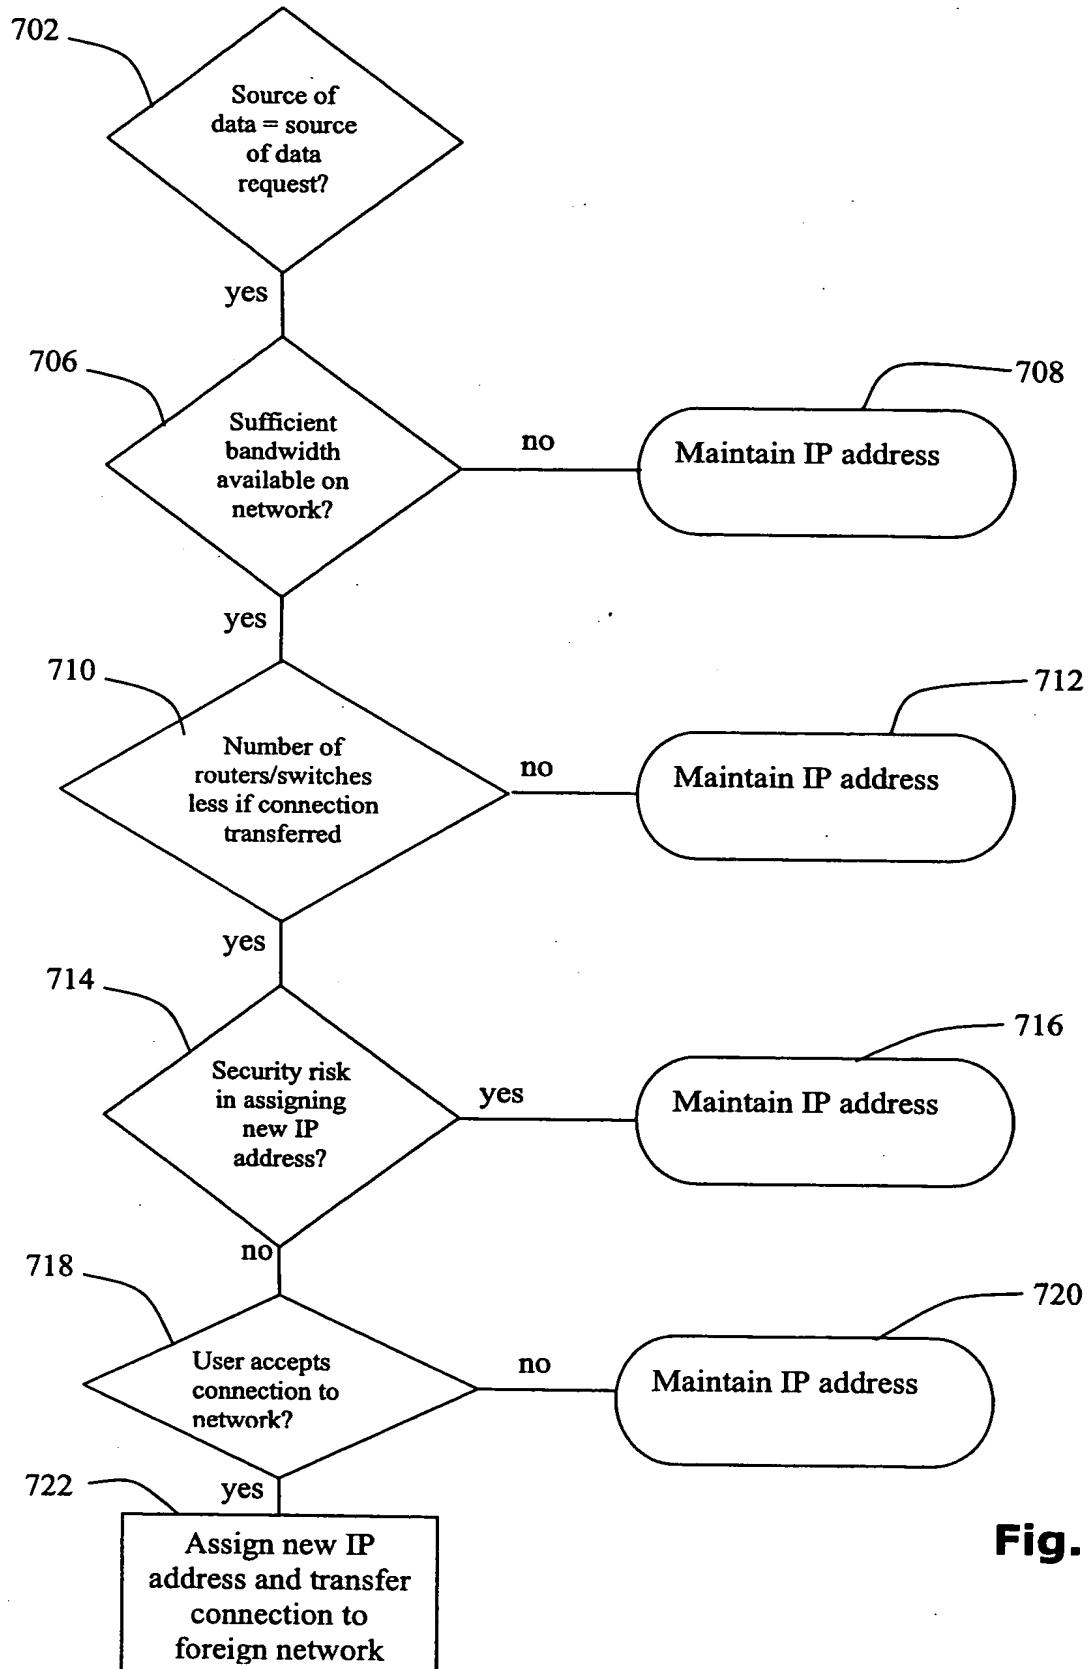 702
Source of
data = source
of data
request?
yes
706
Sufficient
bandwidth
available on
network?
no
708
Maintain IP address
yes
710
Number of
routers/switches
less if connection
transferred
no
712
Maintain IP address
yes
714
Security risk
in assigning
new IP
address?
yes
716
Maintain IP address
no
718
User accepts
connection to
network?
no
720
Maintain IP address
yes
722
Assign new IP
address and transfer
connection to
foreign network
Fig.